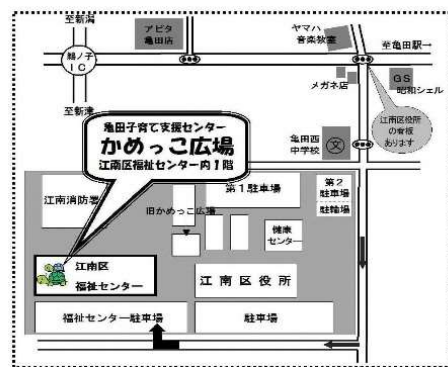 至新潟
アピタ
亀田店
ヤマハ
音楽教室
至亀田駅→
鵜ノ子
IC
メガネ店
GS
昭和シェル
至新津
江南区役所
の看板
あります
亀田西
中学校
文
亀田子育て支援センター
かめっこ広場
江南区福祉センター内1階
江南消防署
第1駐車場
第2
駐車場
駐輪場
旧かめっこ広場
健康
センター
江南区
福祉センター
江南区役所
福祉センター駐車場
駐車場